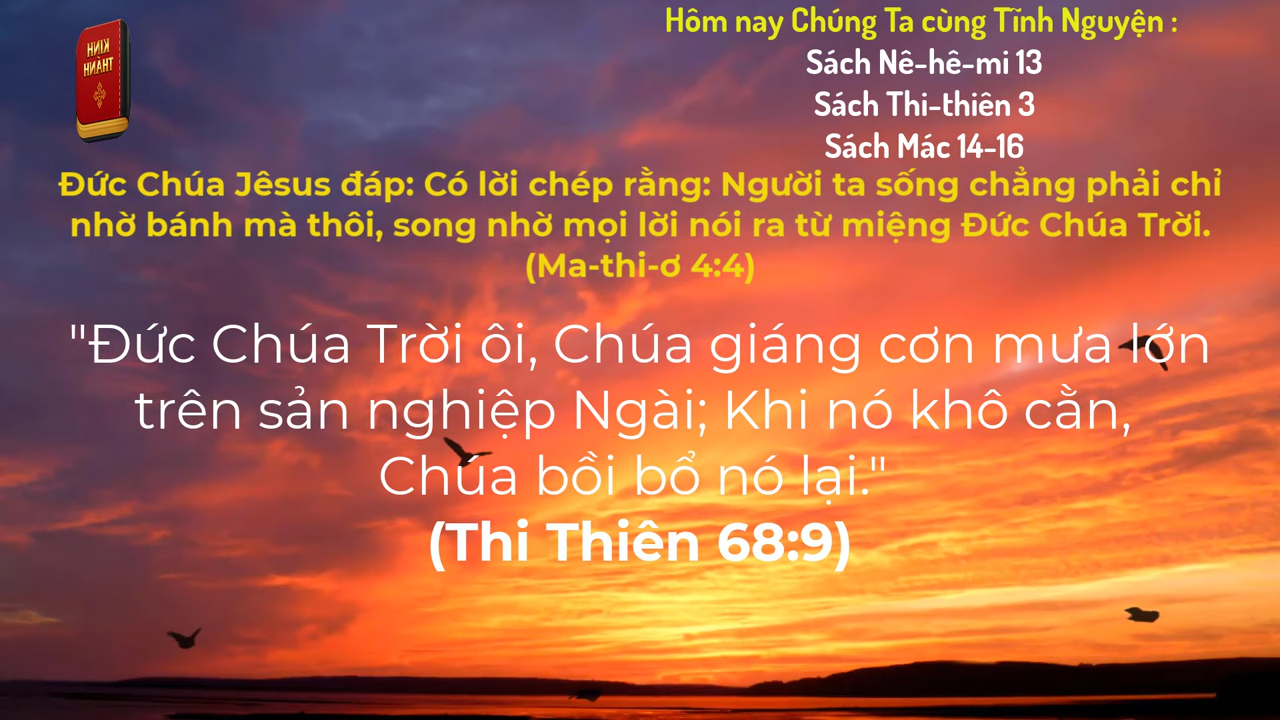 KINH
THÁNH
Hôm nay Chúng Ta cùng Tĩnh Nguyện :
Sách Nê-hê-mi 13
Sách Thi-thiên 3
Sách Mác 14-16
Đức Chúa Jêsus đáp: Có lời chép rằng: Người ta sống chẳng phải chỉ
nhờ bánh mà thôi, song nhờ mọi lời nói ra từ miệng Đức Chúa Trời.
(Ma-thi-ơ 4:4)
"Đức Chúa Trời ôi, Chúa giáng cơn mưa lớn
trên sản nghiệp Ngài; Khi nó khô cằn,
Chúa bồi bổ nó lại."
(Thi Thiên 68:9)